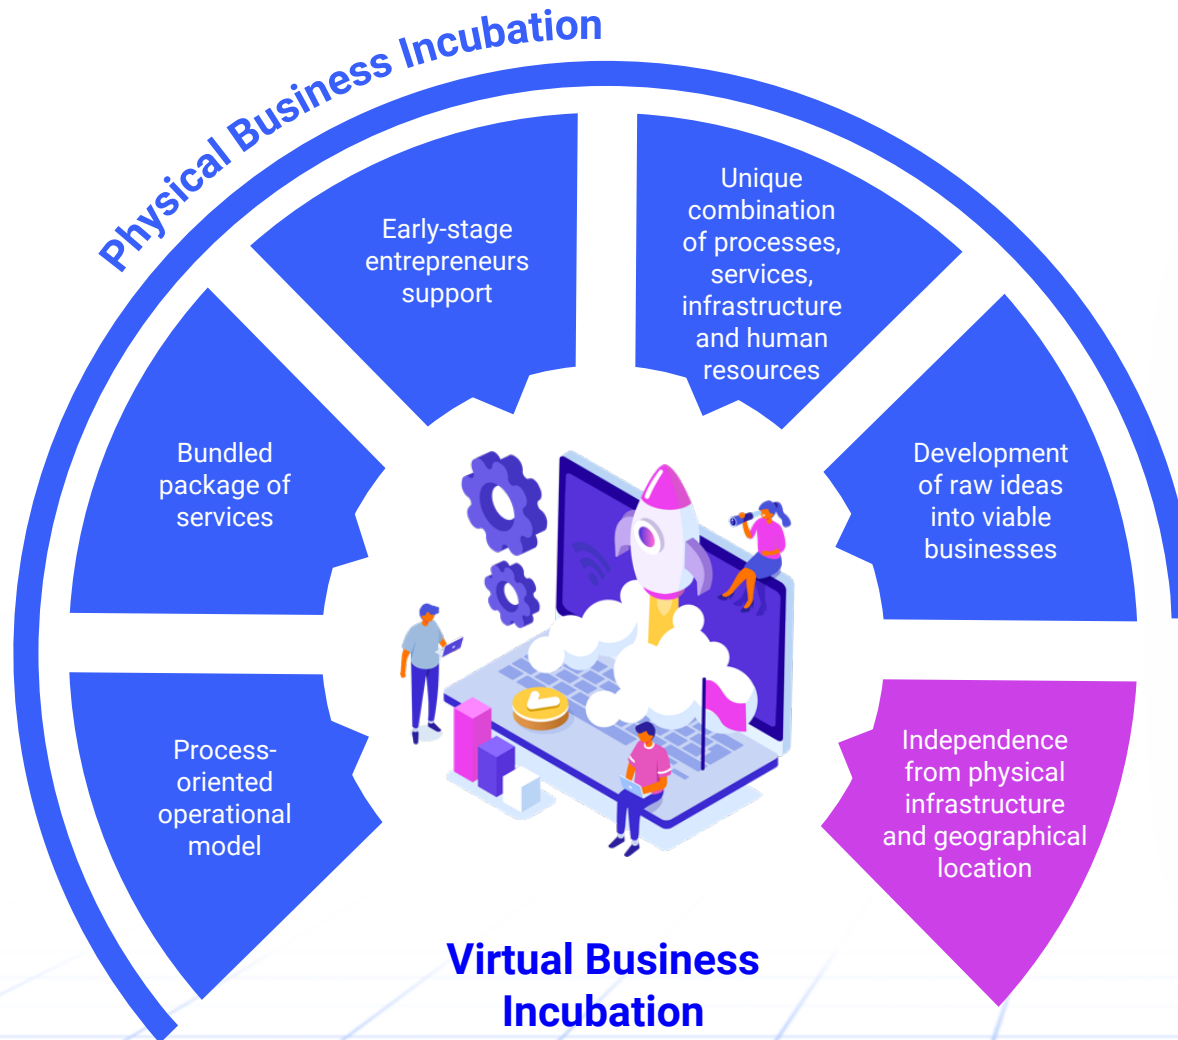 Physical Business Incubation
Early-stage
entrepreneurs
support
Unique
combination
of processes,
services,
infrastructure
and human
resources
Bundled
package of
services
Development
of raw ideas
into viable
businesses
Process-
oriented
operational
model
Independence
from physical
infrastructure
and geographical
location
Virtual Business
Incubation